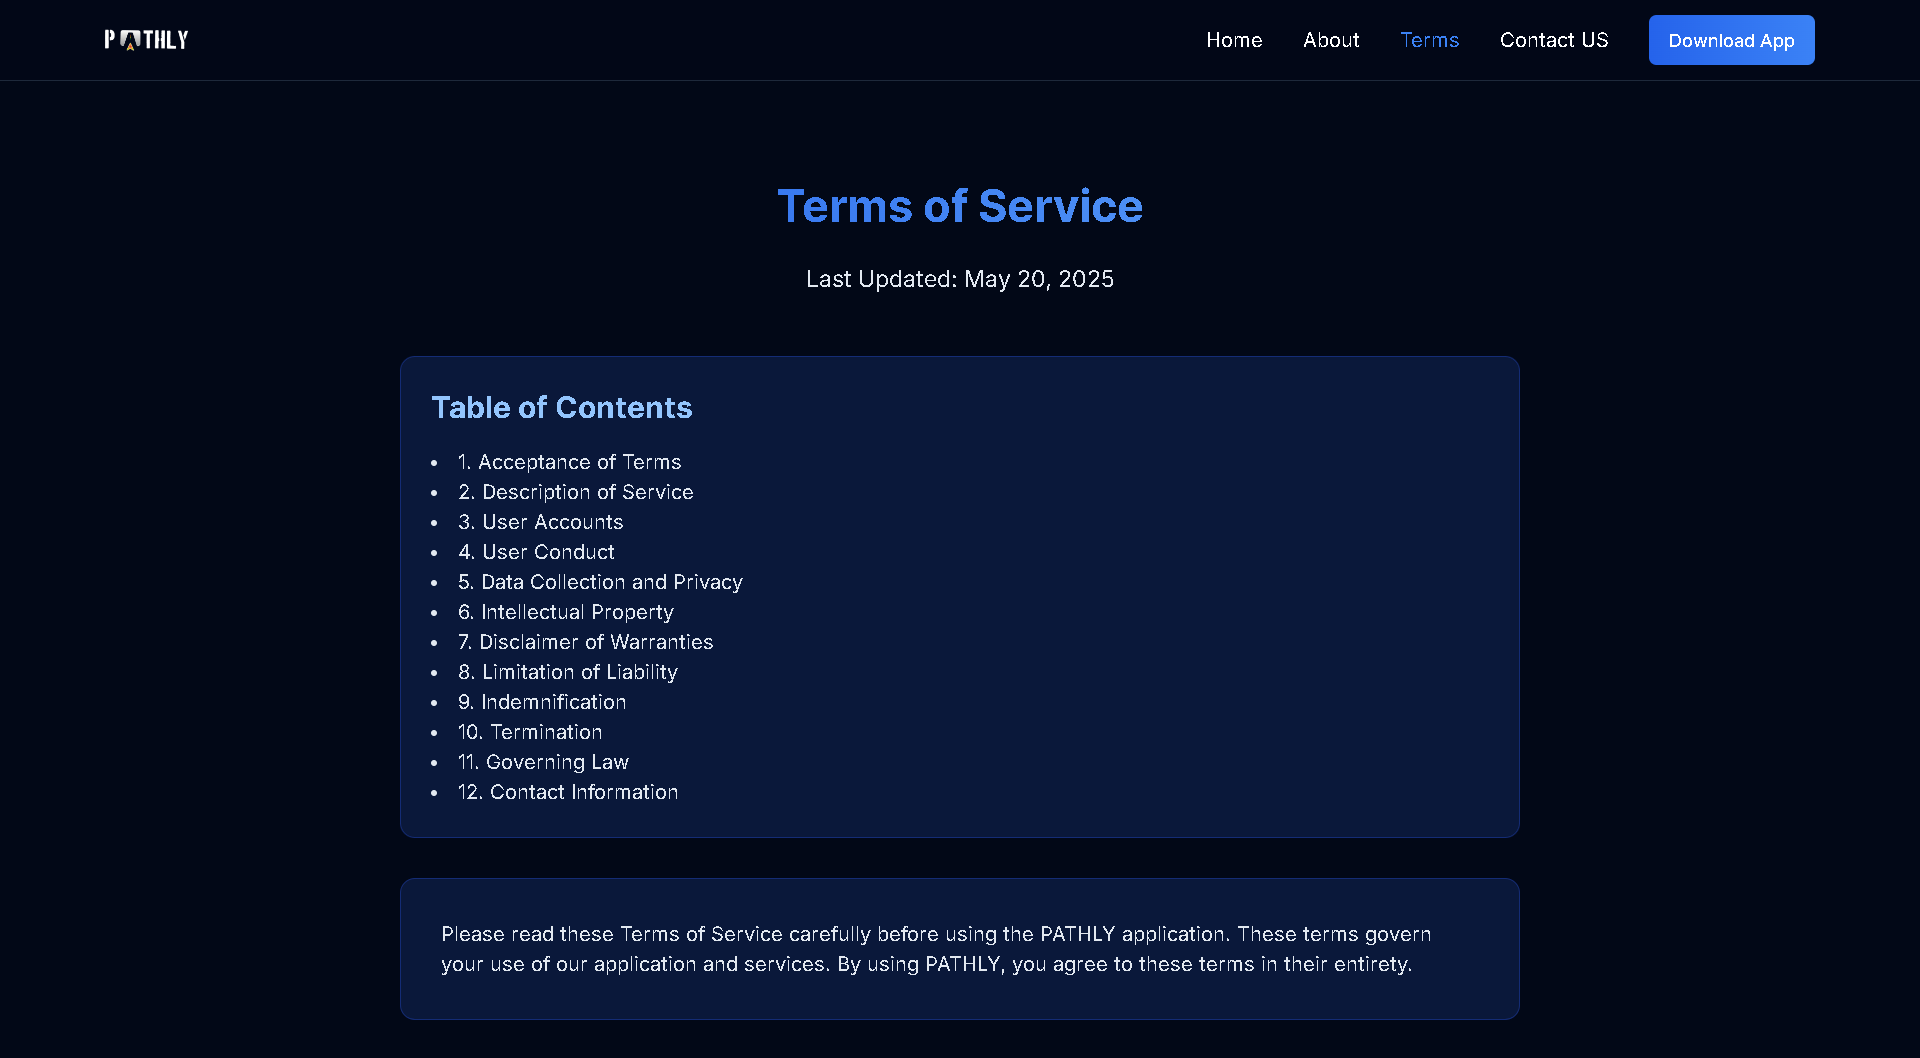 PATHLY
Home
About
Terms
Contact US
Download App
Terms of Service
Last Updated: May 20, 2025
Table of Contents
• 1. Acceptance of Terms
• 2. Description of Service
• 3. User Accounts
• 4. User Conduct
• 5. Data Collection and Privacy
• 6. Intellectual Property
• 7. Disclaimer of Warranties
• 8. Limitation of Liability
• 9. Indemnification
• 10. Termination
• 11. Governing Law
• 12. Contact Information
Please read these Terms of Service carefully before using the PATHLY application. These terms govern
your use of our application and services. By using PATHLY, you agree to these terms in their entirety.